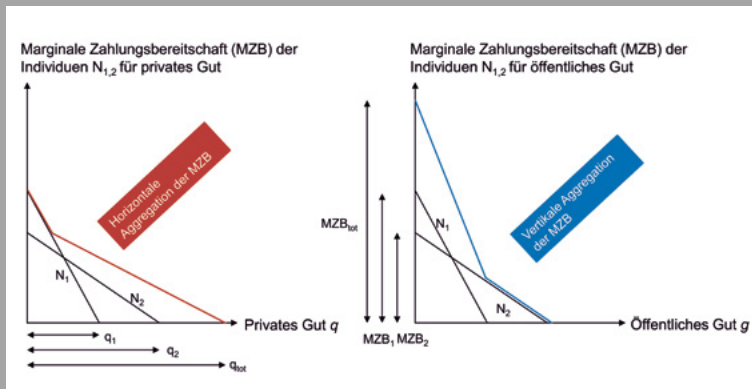 Marginale Zahlungsbereitschaft (MZB) der
Individuen N1,2 für privates Gut
Horizontale
Aggregation der MZB
N1
N2
Privates Gut q
q1
q2
qtot
Marginale Zahlungsbereitschaft (MZB) der
Individuen N1,2 für öffentliches Gut
Vertikale Aggregation
der MZB
MZBtot
N1
N2
MZB1 MZB2
Öffentliches Gut g